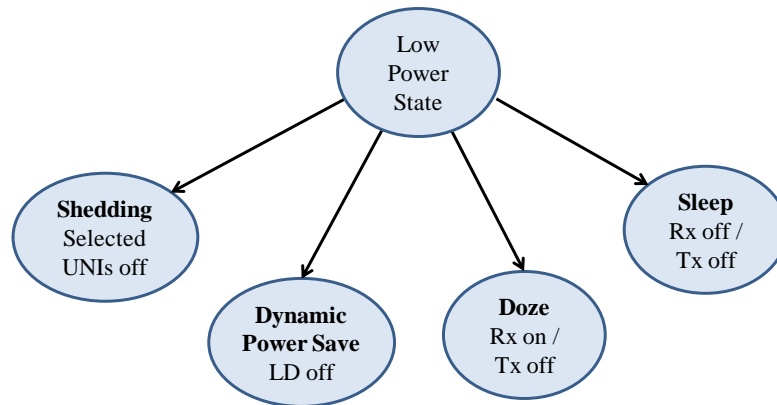 Low
Power
State
Shedding
Selected
UNIs off
Dynamic
Power Save
LD off
Doze
Rx on /
Tx off
Sleep
Rx off /
Tx off